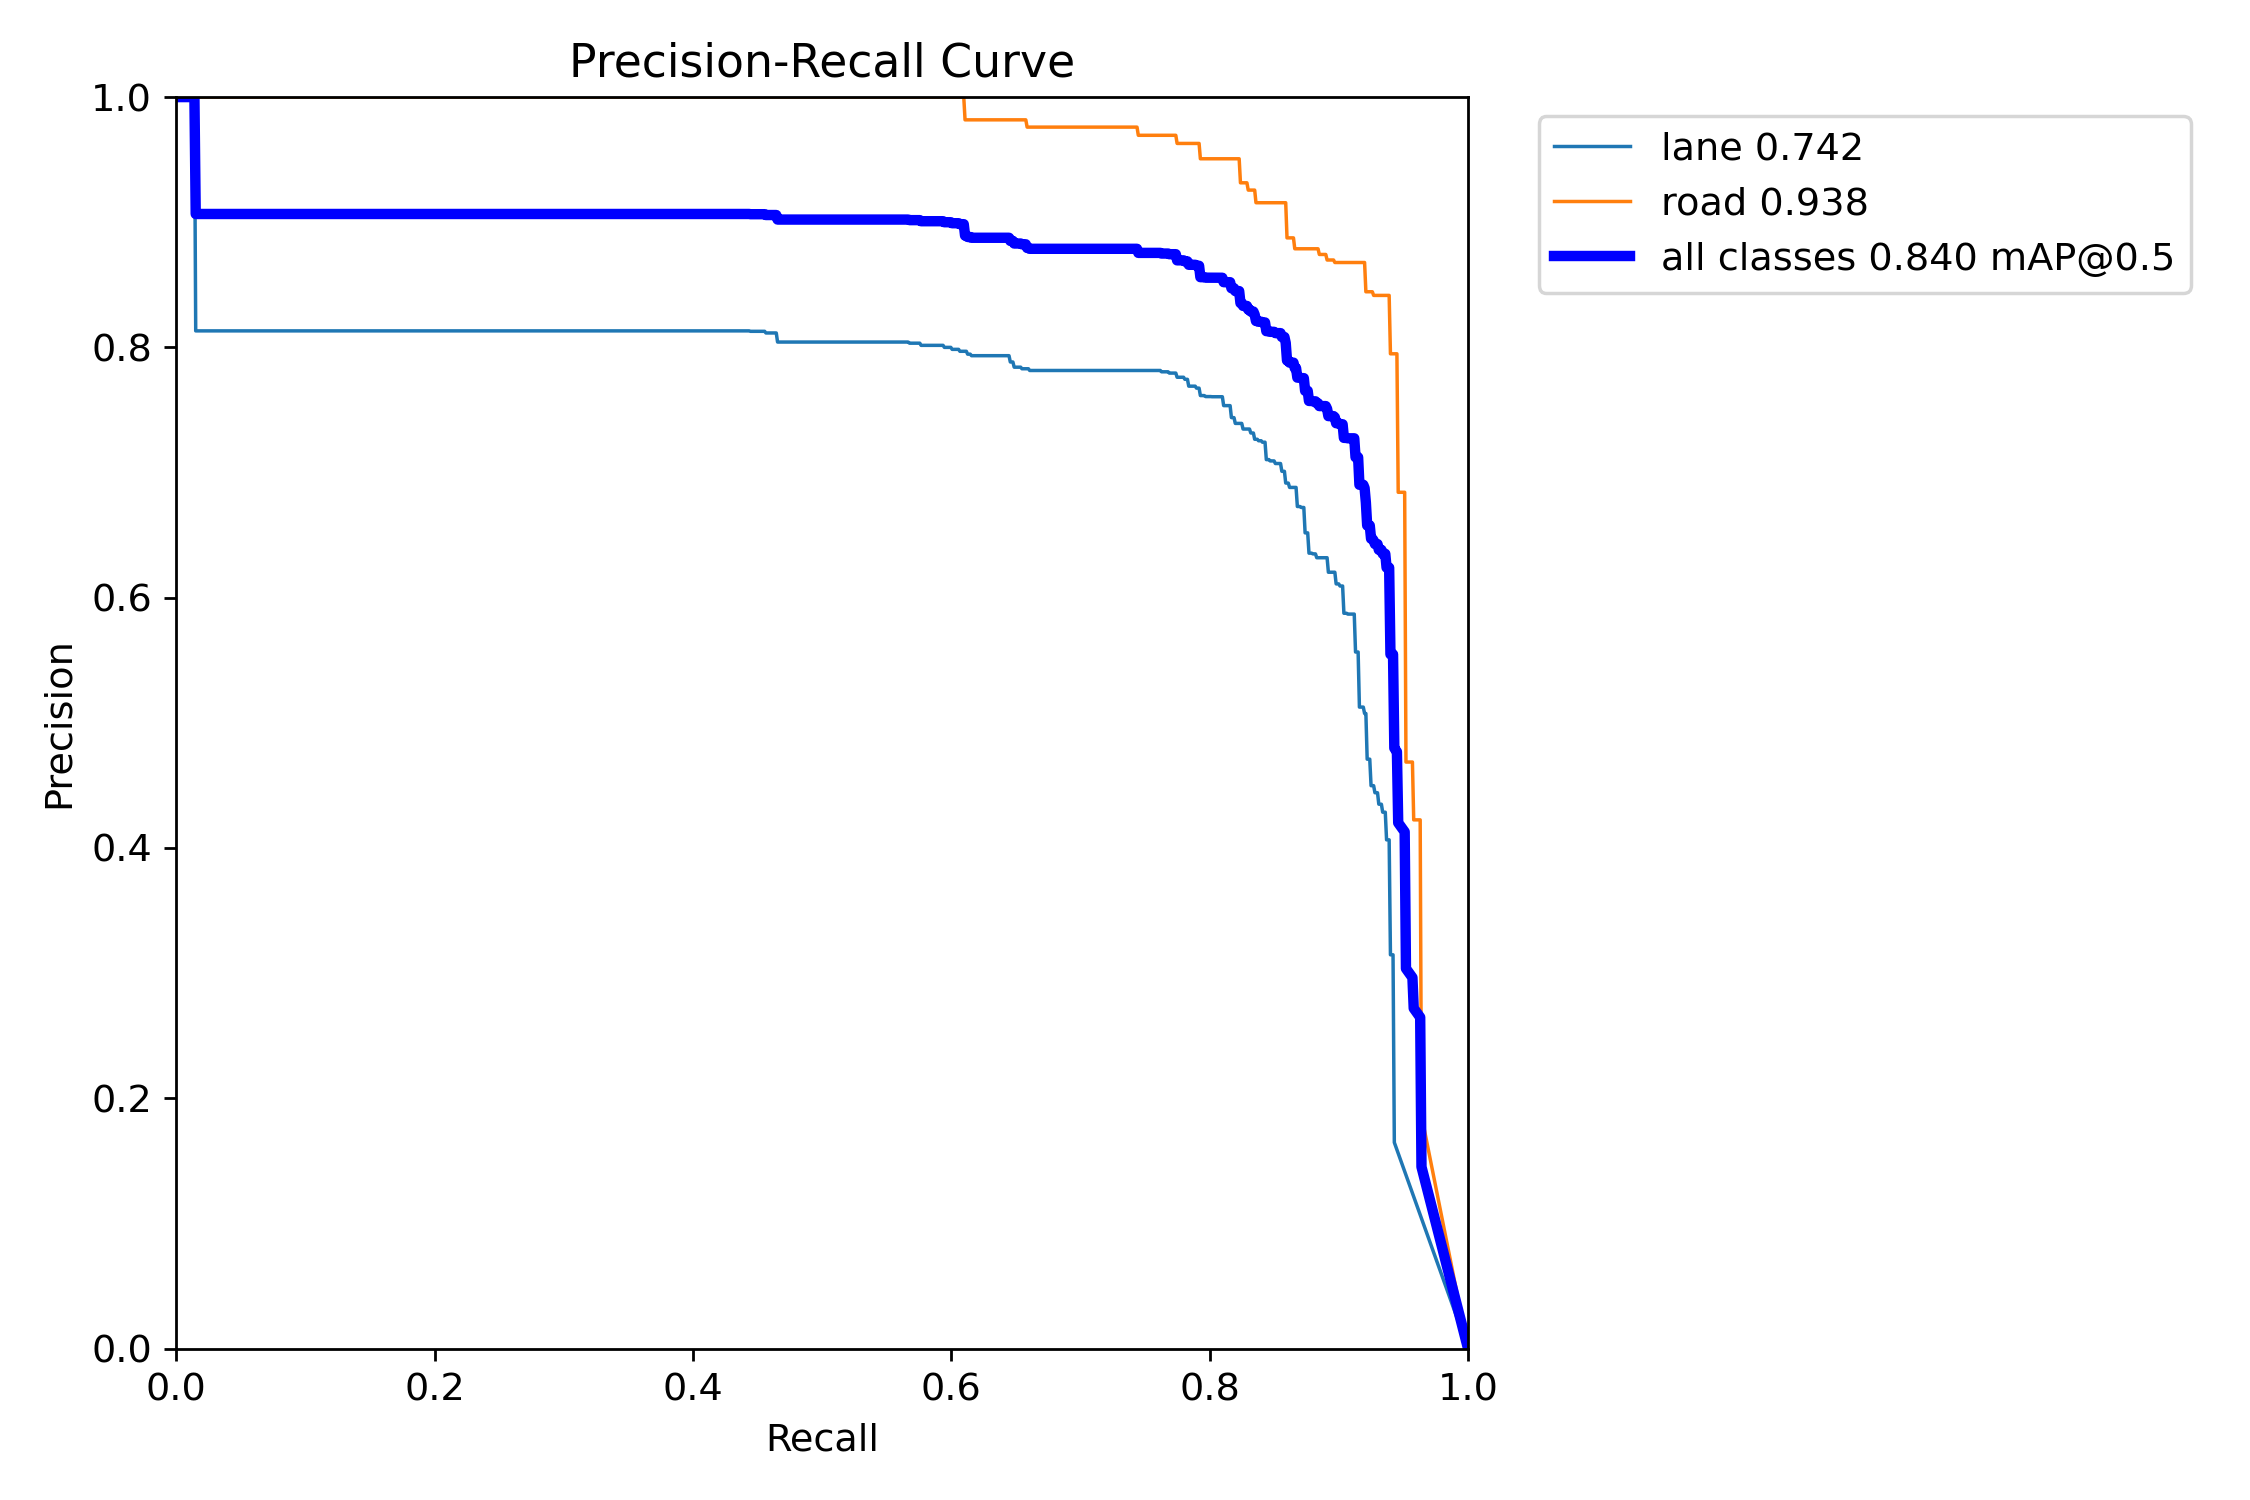 Precision-Recall Curve
1.0
0.8
0.6
0.4
0.2
0.0
Precision
0.0 0.2 0.4 0.6 0.8 1.0
Recall
lane 0.742
road 0.938
all classes 0.840 mAP@0.5